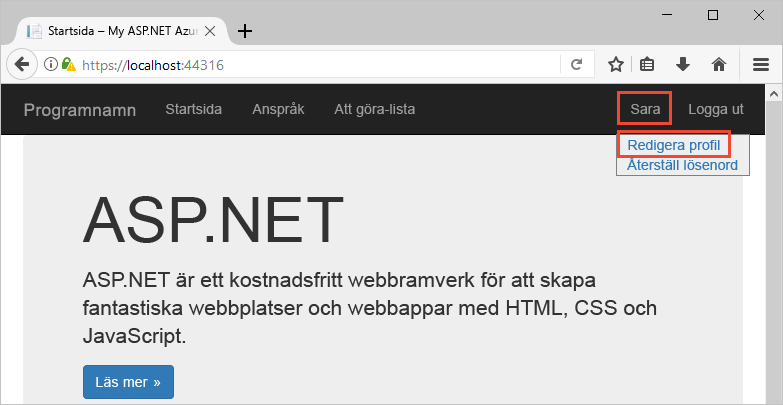 Startsida – My ASP.NET Azu
https://localhost:44316
Programnamn Startsida Anspråk Att göra-lista Sara Logga ut
Redigera profil
Återställ lösenord
ASP.NET
ASP.NET är ett kostnadsfritt webbramverk för att skapa
fantastiska webbplatser och webbappar med HTML, CSS och
JavaScript.
Läs mer »